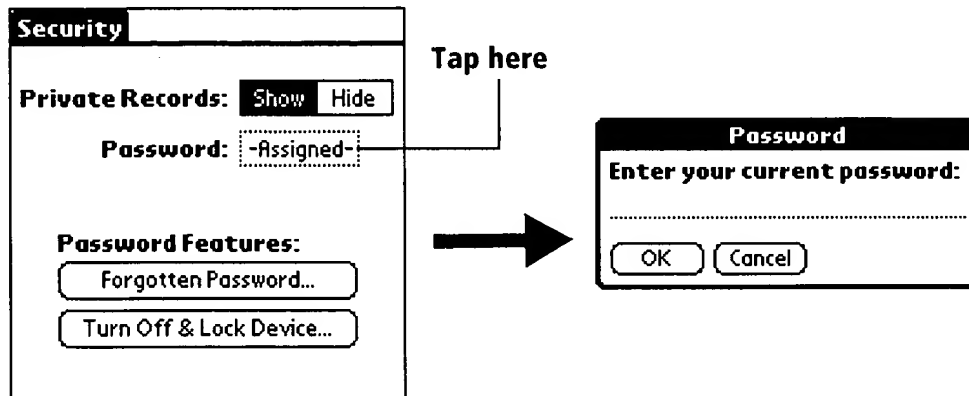 Security
Private Records: Show Hide
Password: -Assigned-
Password Features:
Forgotten Password...
Turn Off & Lock Device...
Tap here
Password
Enter your current password:
OK Cancel